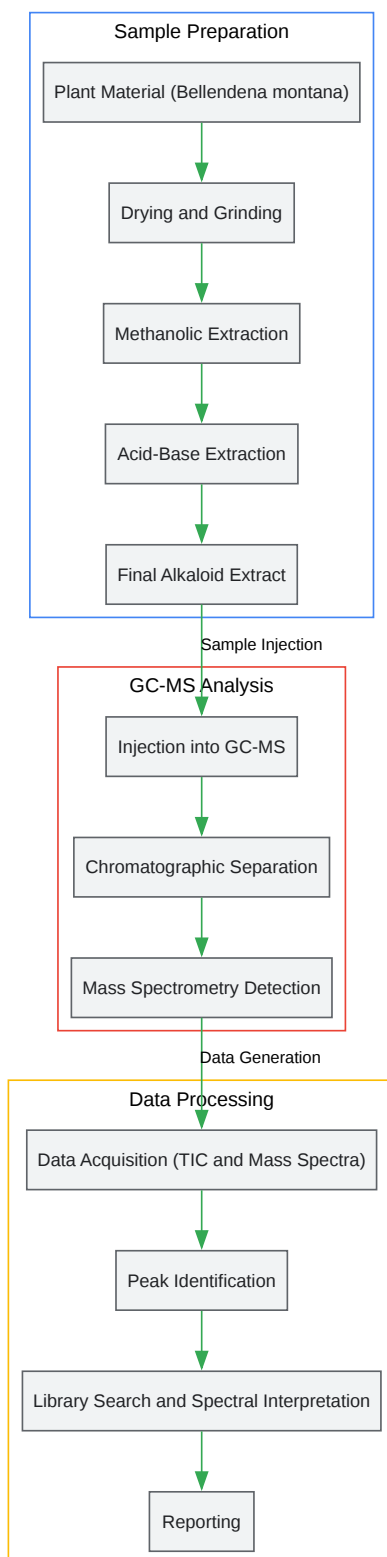 Sample Preparation
Plant Material (Bellendena montana)
Drying and Grinding
Methanolic Extraction
Acid-Base Extraction
Final Alkaloid Extract
Sample Injection
GC-MS Analysis
Injection into GC-MS
Chromatographic Separation
Mass Spectrometry Detection
Data Generation
Data Processing
Data Acquisition (TIC and Mass Spectra)
Peak Identification
Library Search and Spectral Interpretation
Reporting